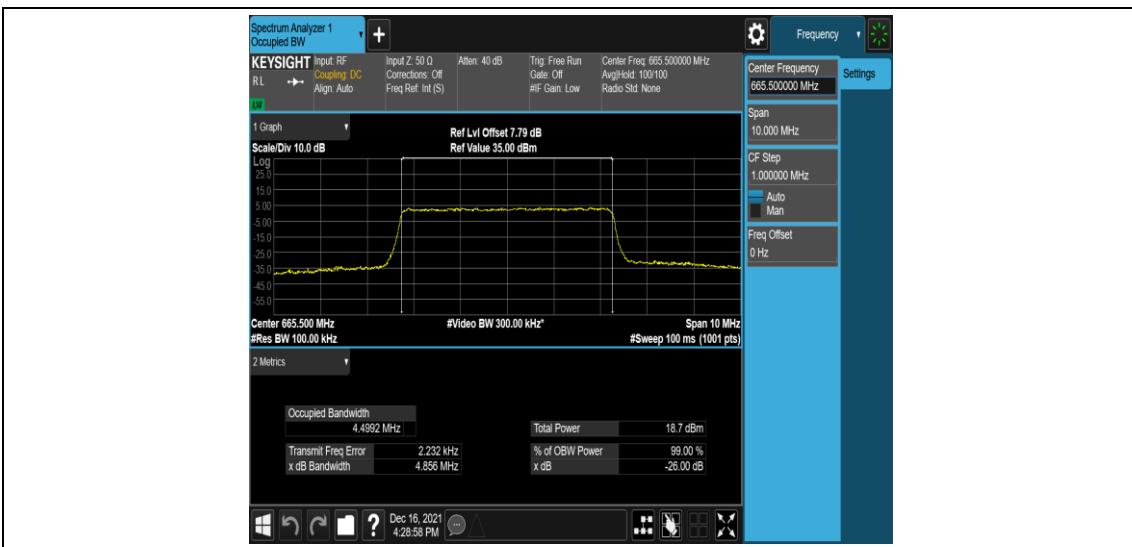 Spectrum Analyzer 1
Occupied BW
+
Frequency
KEYSIGHT Input: RF Input Z: 50 Ω Atten: 40 dB Trig: Free Run Center Freq: 665.500000 MHz
RL Coupling: DC Corrections: Off Gate: Off Avg|Hold: 100/100
Align: Auto Freq Ref: Int (S) #IF Gain: Low Radio Std: None
LXI
Center Frequency
665.500000 MHz
Settings
Span
10.000 MHz
CF Step
1.000000 MHz
Auto
Man
Freq Offset
0 Hz
1 Graph
Ref Lvl Offset 7.79 dB
Scale/Div 10.0 dB Ref Value 35.00 dBm
Log
25.0
15.0
5.00
-5.00
-15.0
-25.0
-35.0
-45.0
-55.0
Center 665.500 MHz #Video BW 300.00 kHz* Span 10 MHz
#Res BW 100.00 kHz #Sweep 100 ms (1001 pts)
2 Metrics
Occupied Bandwidth
4.4992 MHz Total Power 18.7 dBm
Transmit Freq Error 2.232 kHz % of OBW Power 99.00 %
x dB Bandwidth 4.856 MHz x dB -26.00 dB
? Dec 16, 2021
4:28:58 PM